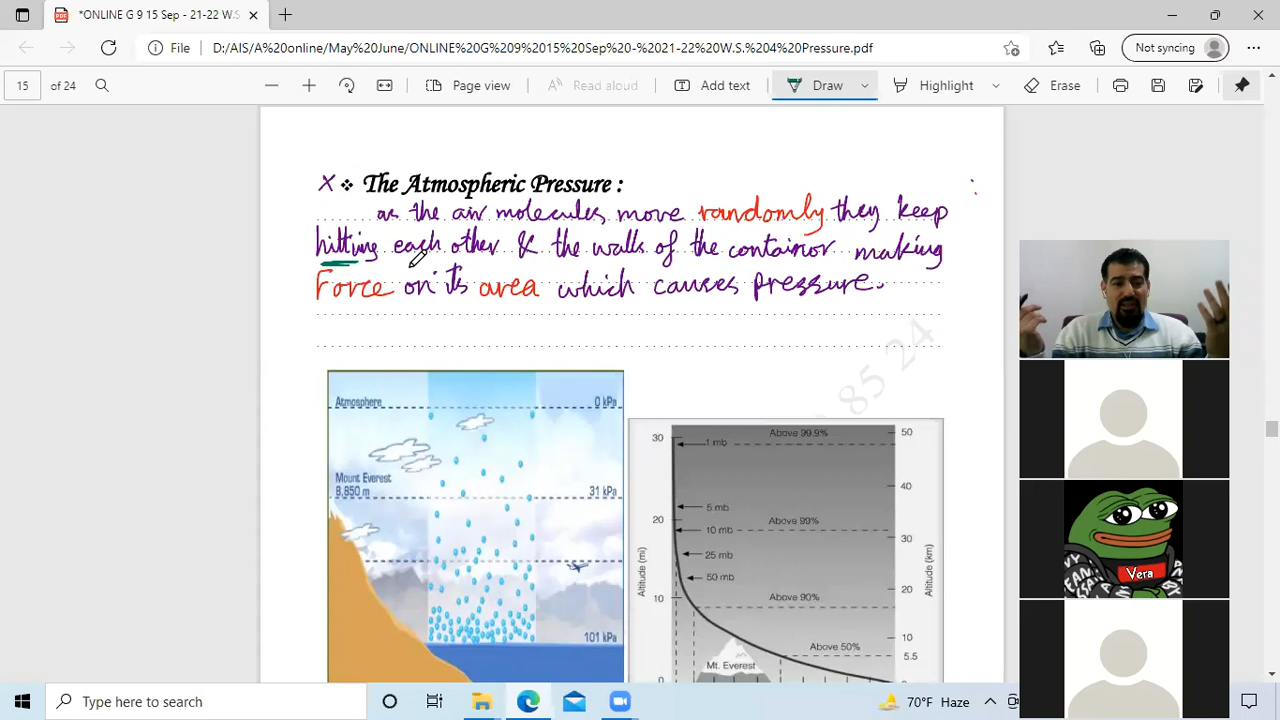 *ONLINE G 9 15 Sep - 21-22 W.S.
File
D:/AIS/A%20online/May%20June/ONLINE%20G%209%2015%20Sep%20-%2021-22%20W.S.%204%20Pressure.pdf
Not syncing
15 of 24
Page view
Read aloud
Add text
Draw
Highlight
Erase
X ❖ The Atmospheric Pressure :
as the air molecules move randomly they keep
hitting each other & the walls of the containor making
Force on its area which causes pressure.
85 24
Atmosphere 0 kPa
Mount Everest
8,850 m 31 kPa
101 kPa
Altitude (mi)
30
20
10
0
1 mb
5 mb
10 mb
25 mb
50 mb
Above 99.9%
Above 99%
Above 90%
Above 50%
Mt. Everest
50
40
30
20
10
5.5
Altitude (km)
Vera
Type here to search
70°F Haze